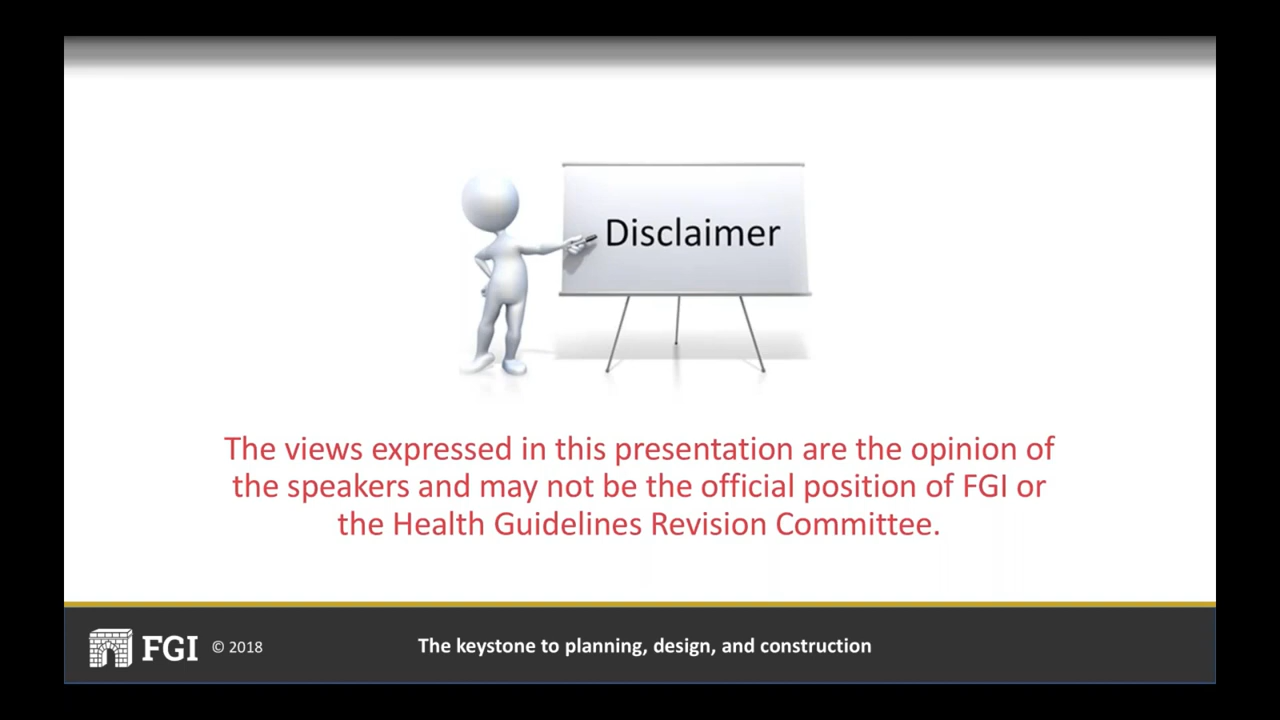 Disclaimer
The views expressed in this presentation are the opinion of
the speakers and may not be the official position of FGI or
the Health Guidelines Revision Committee.
FGI © 2018
The keystone to planning, design, and construction